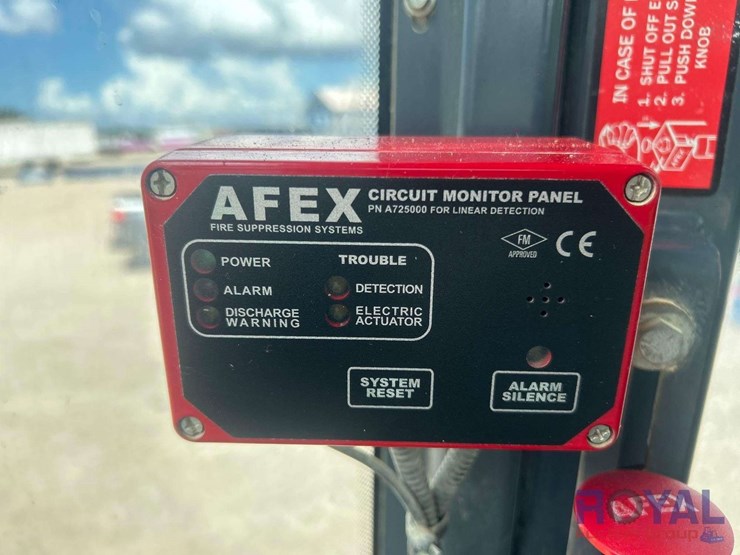 AFEX
FIRE SUPPRESSION SYSTEMS
CIRCUIT MONITOR PANEL
PN A725000 FOR LINEAR DETECTION
FM
APPROVED
CE
POWER
ALARM
DISCHARGE
WARNING
TROUBLE
DETECTION
ELECTRIC
ACTUATOR
SYSTEM
RESET
ALARM
SILENCE
IN CASE OF
1. SHUT OFF
2. PULL OUT
3. PUSH DOWN
KNOB
ROYAL
Group